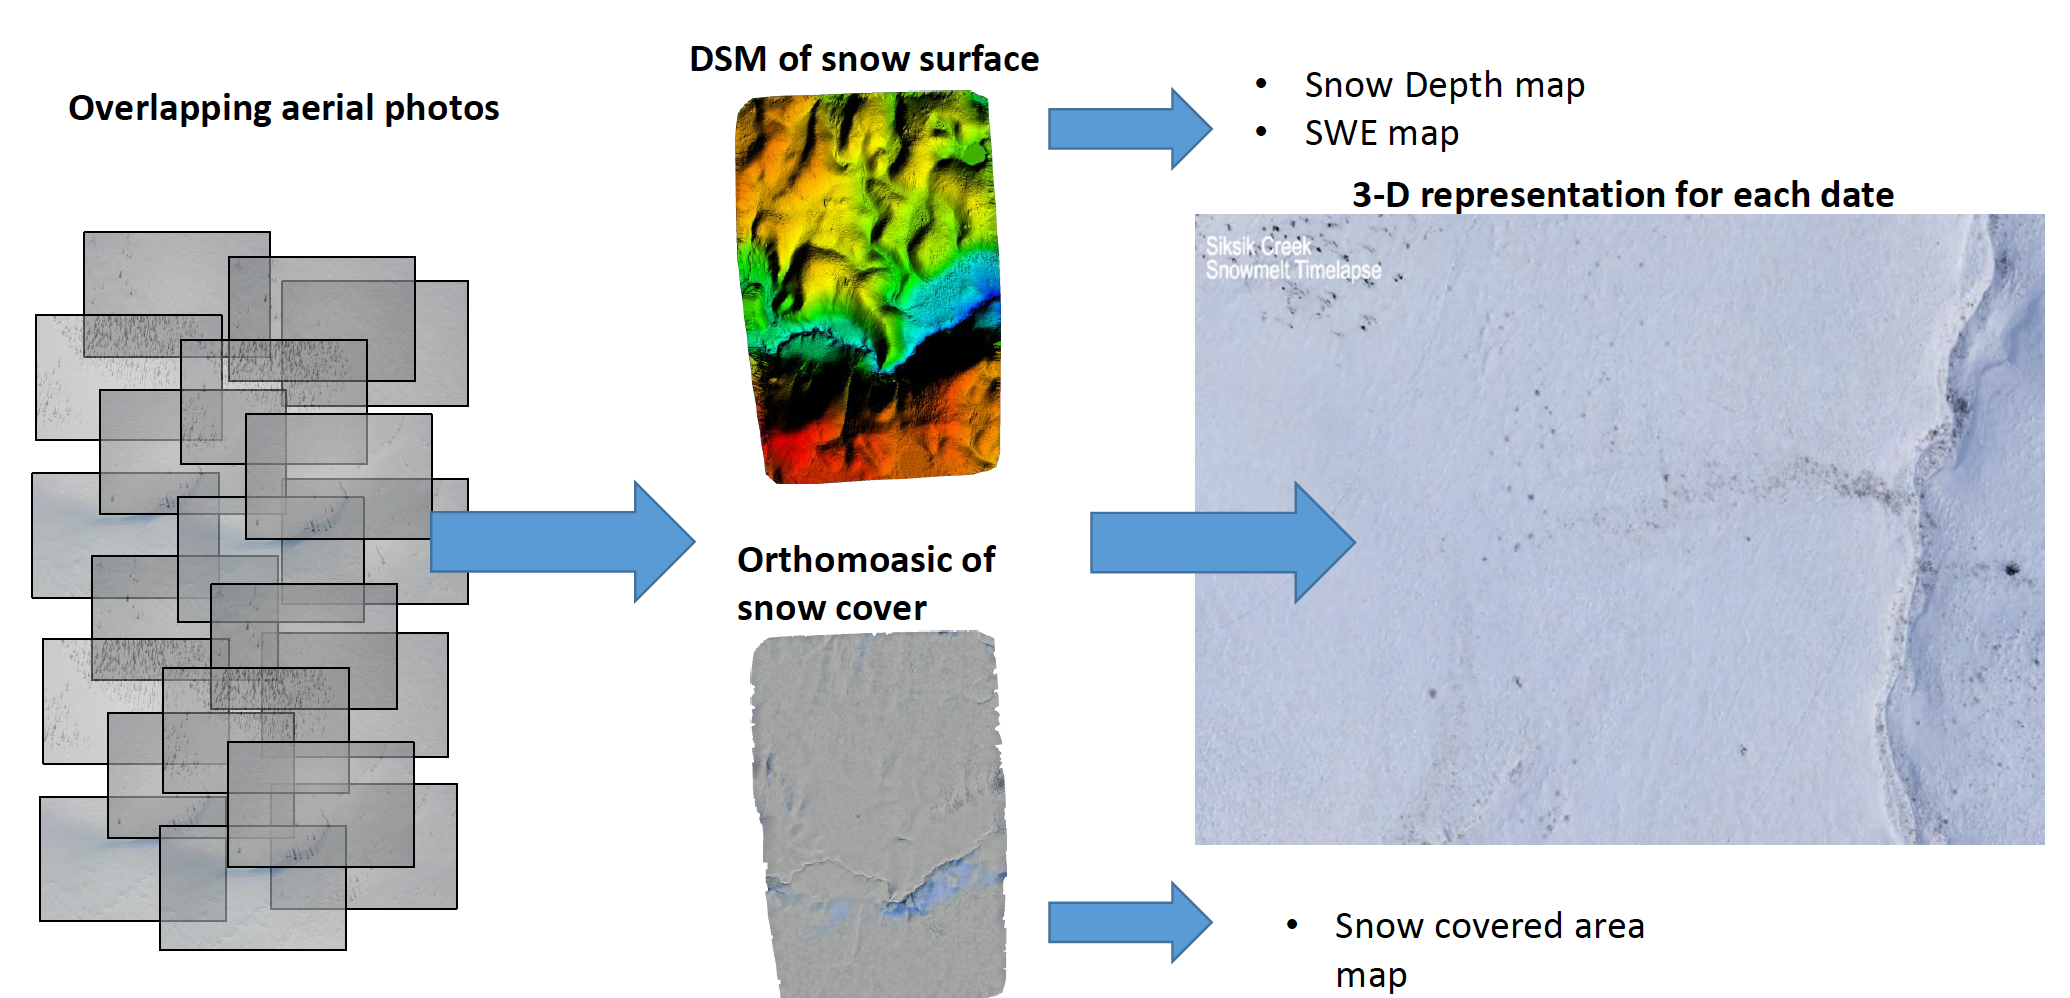 Overlapping aerial photos
DSM of snow surface
• Snow Depth map
• SWE map
3-D representation for each date
Siksik Creek
Snowmelt Timelapse
Orthomoasic of
snow cover
• Snow covered area
map